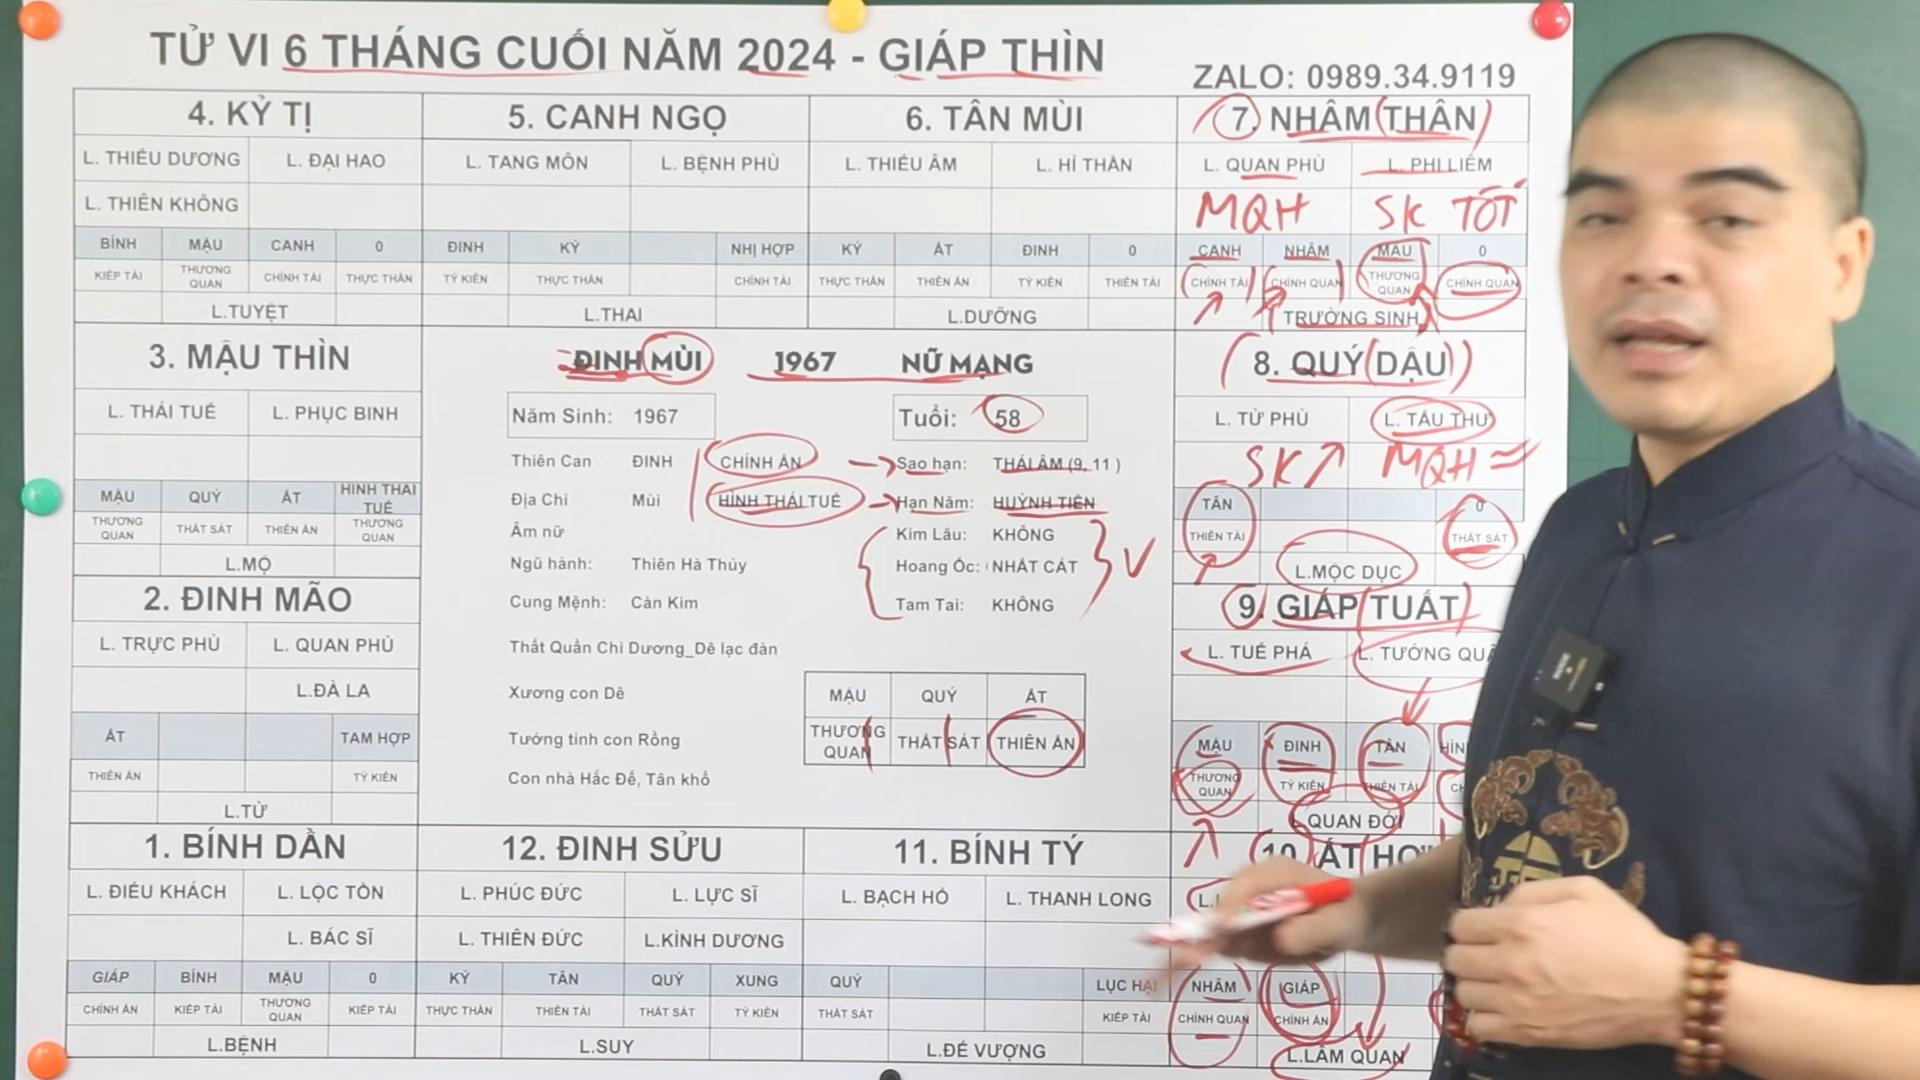 TỬ VI 6 THÁNG CUỐI NĂM 2024 - GIÁP THÌN
ZALO: 0989.34.9119
4. KỶ TỊ
L. THIẾU DƯƠNG L. ĐẠI HAO
L. THIÊN KHÔNG
BÍNH MẬU CANH 0
KIẾP TÀI THƯƠNG QUAN CHÍNH TÀI THỰC THẦN
L.TUYỆT
5. CANH NGỌ
L. TANG MÔN L. BỆNH PHÙ
ĐINH KỶ NHỊ HỢP
TỶ KIÊN THỰC THẦN CHÍNH TÀI
L.THAI
6. TÂN MÙI
L. THIẾU ÂM L. HỈ THẦN
KỶ ẤT ĐINH 0
THỰC THẦN THIÊN ẤN TỶ KIÊN THIÊN TÀI
L.DƯỠNG
7. NHÂM THÂN
L. QUAN PHÙ L. PHI LIÊM
MQH SK TỐT
CANH NHÂM MẬU 0
CHÍNH TÀI CHÍNH QUAN THƯƠNG QUAN CHÍNH QUAN
TRƯỜNG SINH
3. MẬU THÌN
L. THÁI TUẾ L. PHỤC BINH
MẬU QUÝ ẤT HÌNH THÁI TUẾ
THƯƠNG QUAN THẤT SÁT THIÊN ẤN THƯƠNG QUAN
L.MỘ
ĐINH MÙI 1967 NỮ MẠNG
Năm Sinh: 1967 Tuổi: 58
Thiên Can ĐINH CHÍNH ẤN Sao hạn: THÁI ÂM (9, 11 )
Địa Chi Mùi HÌNH THÁI TUẾ Hạn Năm: HUỲNH TIỀN
Âm nữ Kim Lâu: KHÔNG
Ngũ hành: Thiên Hà Thủy Hoang Ốc: NHẤT CÁT
Cung Mệnh: Càn Kim Tam Tai: KHÔNG
Thất Quần Chi Dương_Dê lạc đàn
Xương con Dê
Tướng tinh con Rồng
Con nhà Hắc Đế, Tân khổ
MẬU QUÝ ẤT
THƯƠNG QUAN THẤT SÁT THIÊN ẤN
8. QUÝ DẬU
L. TỬ PHÙ L. TẤU THƯ
SK MQH
TÂN 0
THIÊN TÀI THẤT SÁT
L.MỘC DỤC
2. ĐINH MÃO
L. TRỰC PHÙ L. QUAN PHỦ
L.ĐÀ LA
ẤT TAM HỢP
THIÊN ẤN TỶ KIÊN
L.TỬ
9. GIÁP TUẤT
L. TUẾ PHÁ L. TƯỚNG
MẬU ĐINH TÂN
THƯƠNG QUAN TỶ KIÊN THIÊN TÀI
QUAN ĐỚI
1. BÍNH DẦN
L. ĐIẾU KHÁCH L. LỘC TỒN
L. BÁC SĨ
GIÁP BÍNH MẬU 0
CHÍNH ẤN KIẾP TÀI THƯƠNG QUAN KIẾP TÀI
L.BỆNH
12. ĐINH SỬU
L. PHÚC ĐỨC L. LỰC SĨ
L. THIÊN ĐỨC L.KÌNH DƯƠNG
KỶ TÂN QUÝ XUNG
THỰC THẦN THIÊN TÀI THẤT SÁT TỶ KIÊN
L.SUY
11. BÍNH TÝ
L. BẠCH HỔ L. THANH LONG
QUÝ LỤC HẠI
THẤT SÁT KIẾP TÀI
L.ĐẾ VƯỢNG
10. ẤT HỢI
NHÂM GIÁP
CHÍNH QUAN CHÍNH ẤN
L.LÂM QUAN